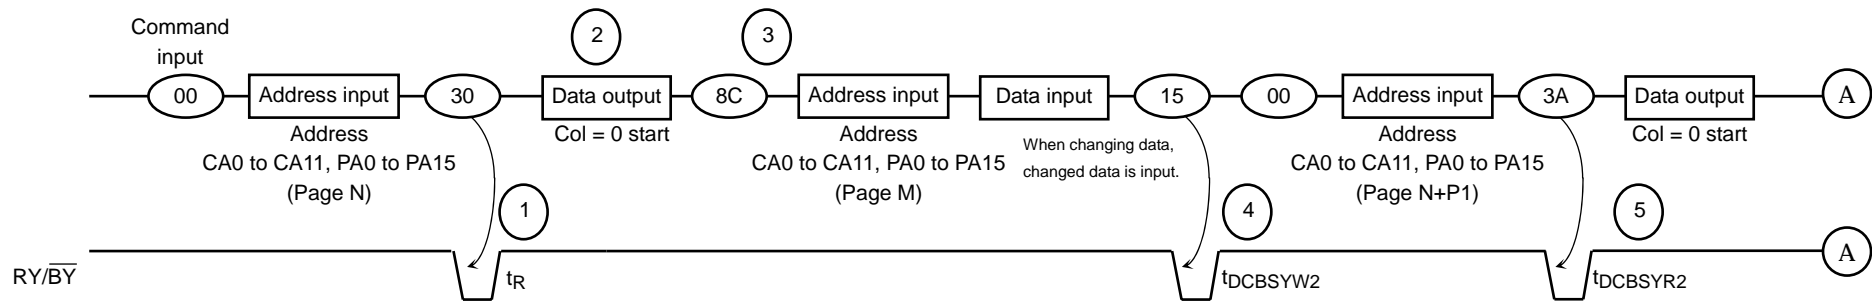 Command
input
2
3
00
Address input
30
Data output
8C
Address input
Data input
15
00
Address input
3A
Data output
A
Address
CA0 to CA11, PA0 to PA15
(Page N)
Col = 0 start
Address
CA0 to CA11, PA0 to PA15
(Page M)
When changing data,
changed data is input.
Address
CA0 to CA11, PA0 to PA15
(Page N+P1)
Col = 0 start
1
4
5
RY/BY
tR
tDCBSYW2
tDCBSYR2
A